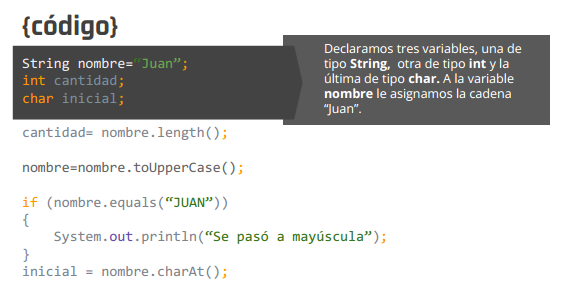 {código}
String nombre=“Juan”;
int cantidad;
char inicial;
Declaramos tres variables, una de
tipo String, otra de tipo int y la
última de tipo char. A la variable
nombre le asignamos la cadena
“Juan”.
cantidad= nombre.length();
nombre=nombre.toUpperCase();
if (nombre.equals(“JUAN”))
{
System.out.println(“Se pasó a mayúscula”);
}
inicial = nombre.charAt();